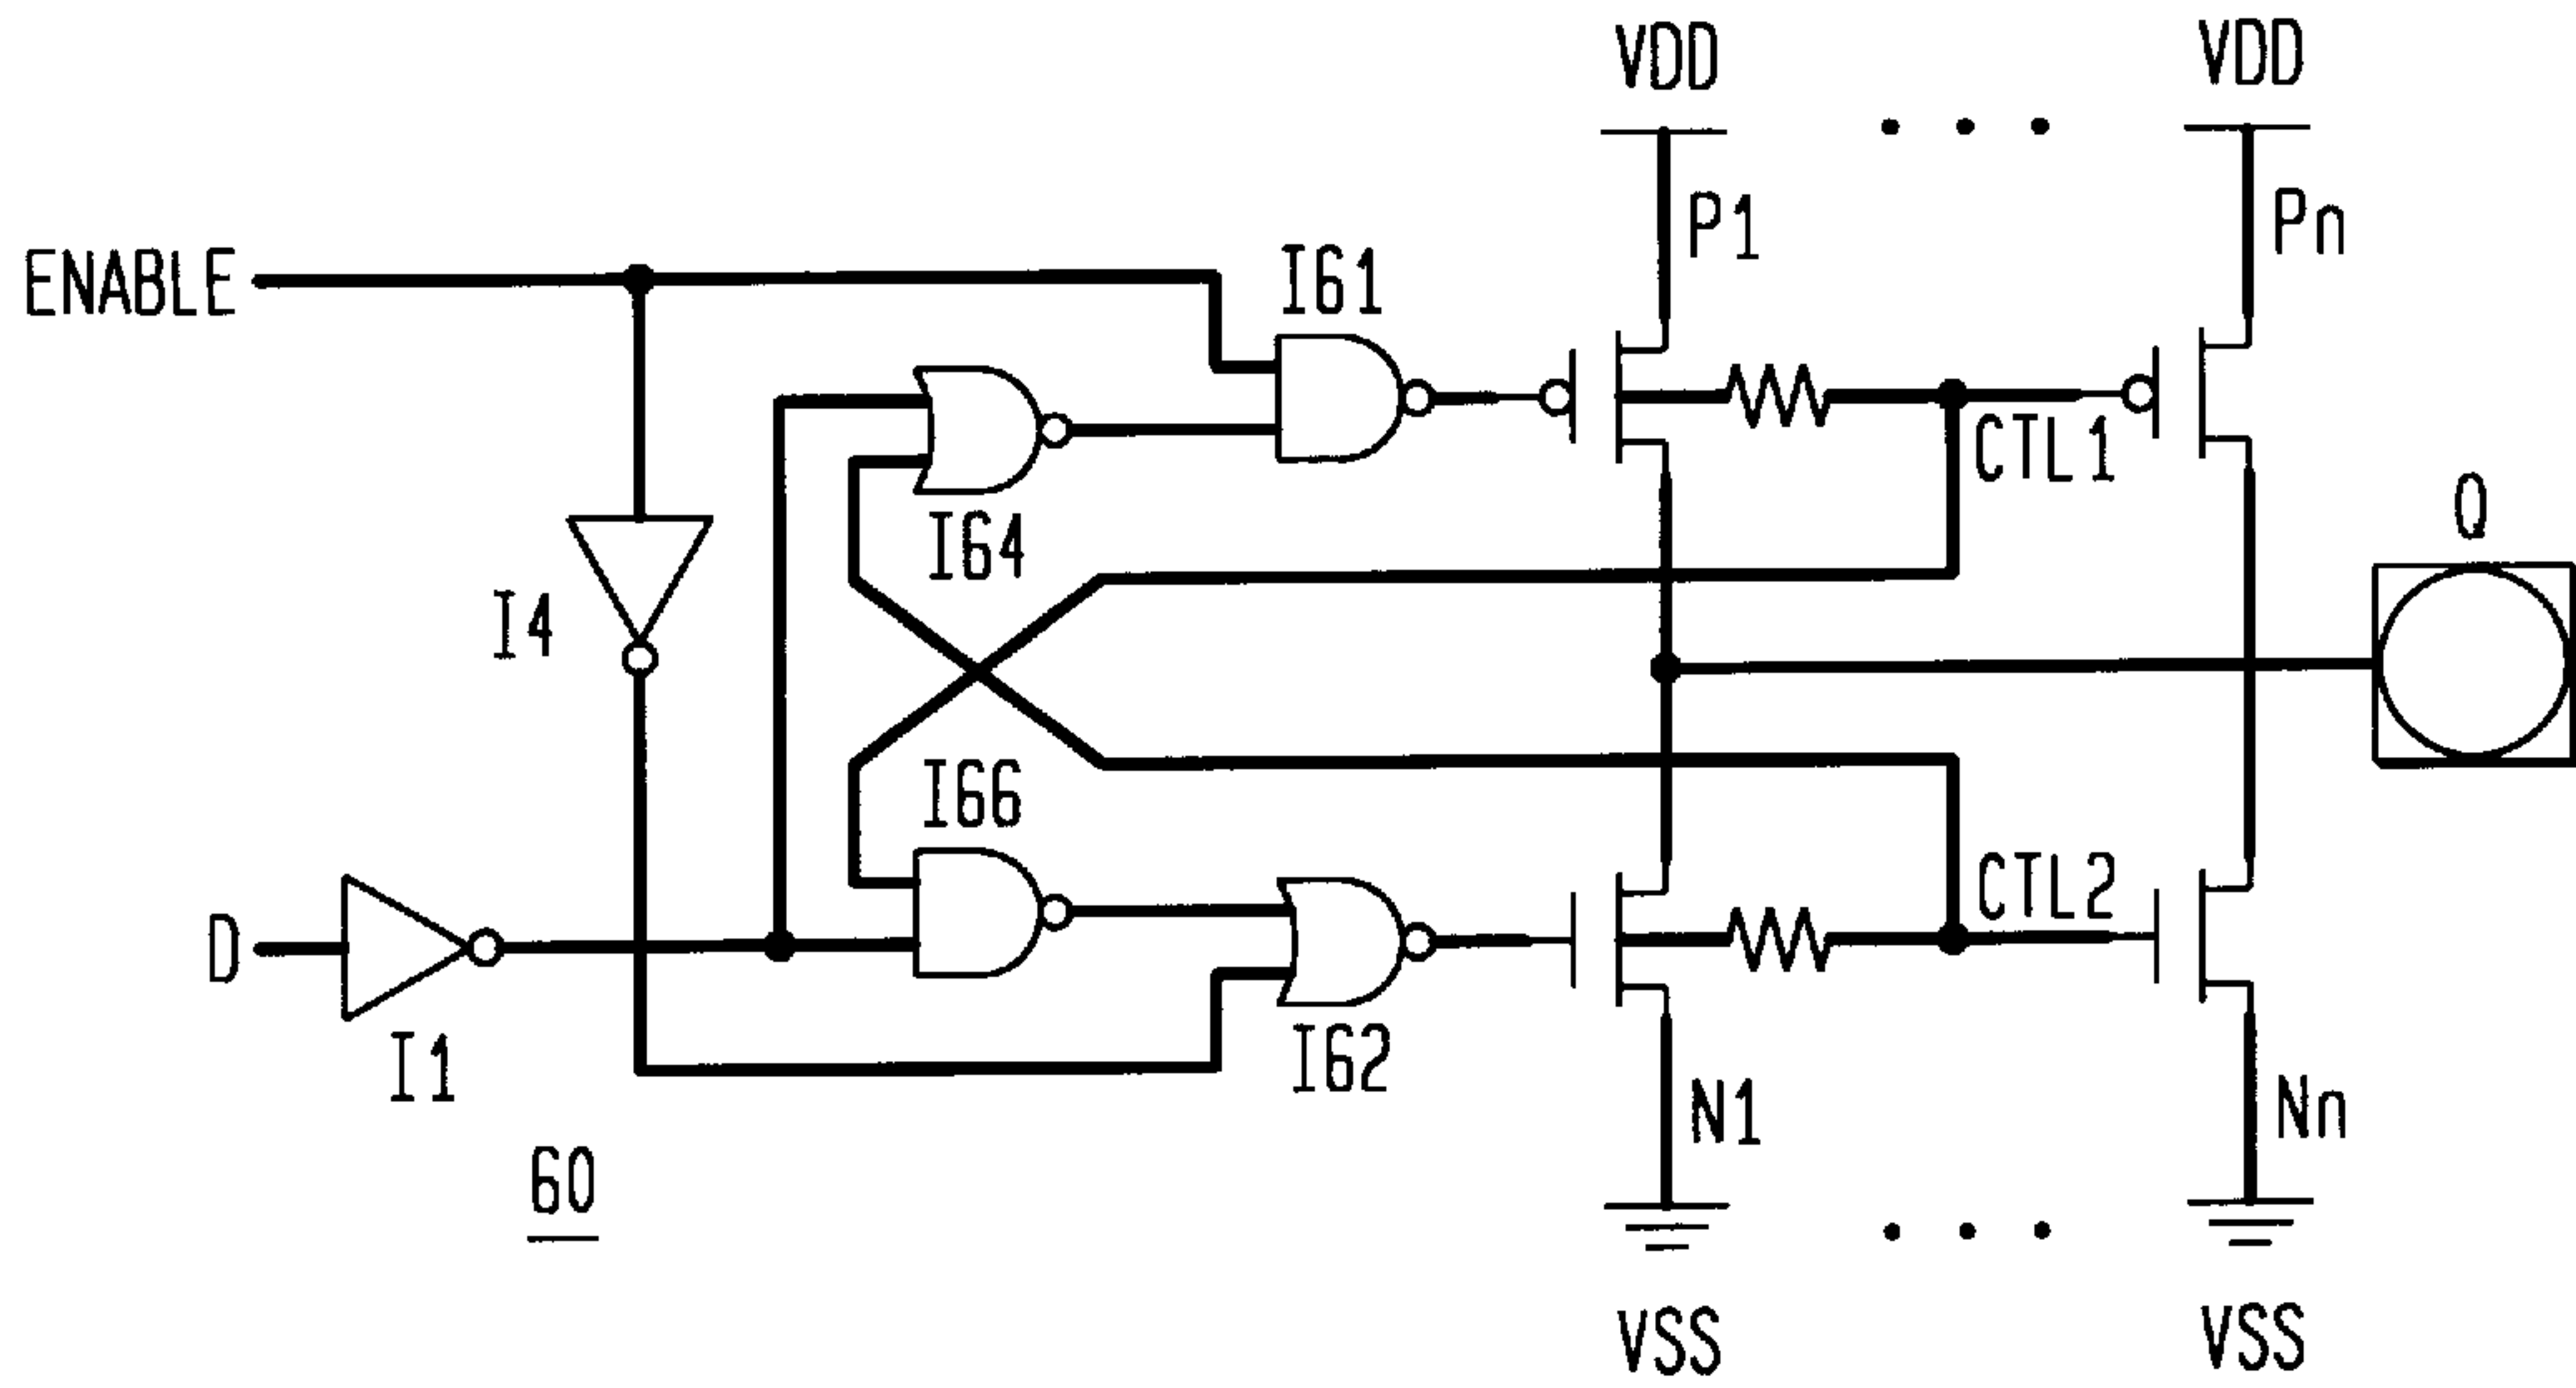 VDD
VDD
P1
Pn
ENABLE
I61
CTL1
Q
I64
I4
I66
CTL2
D
I62
I1
N1
Nn
60
VSS
VSS